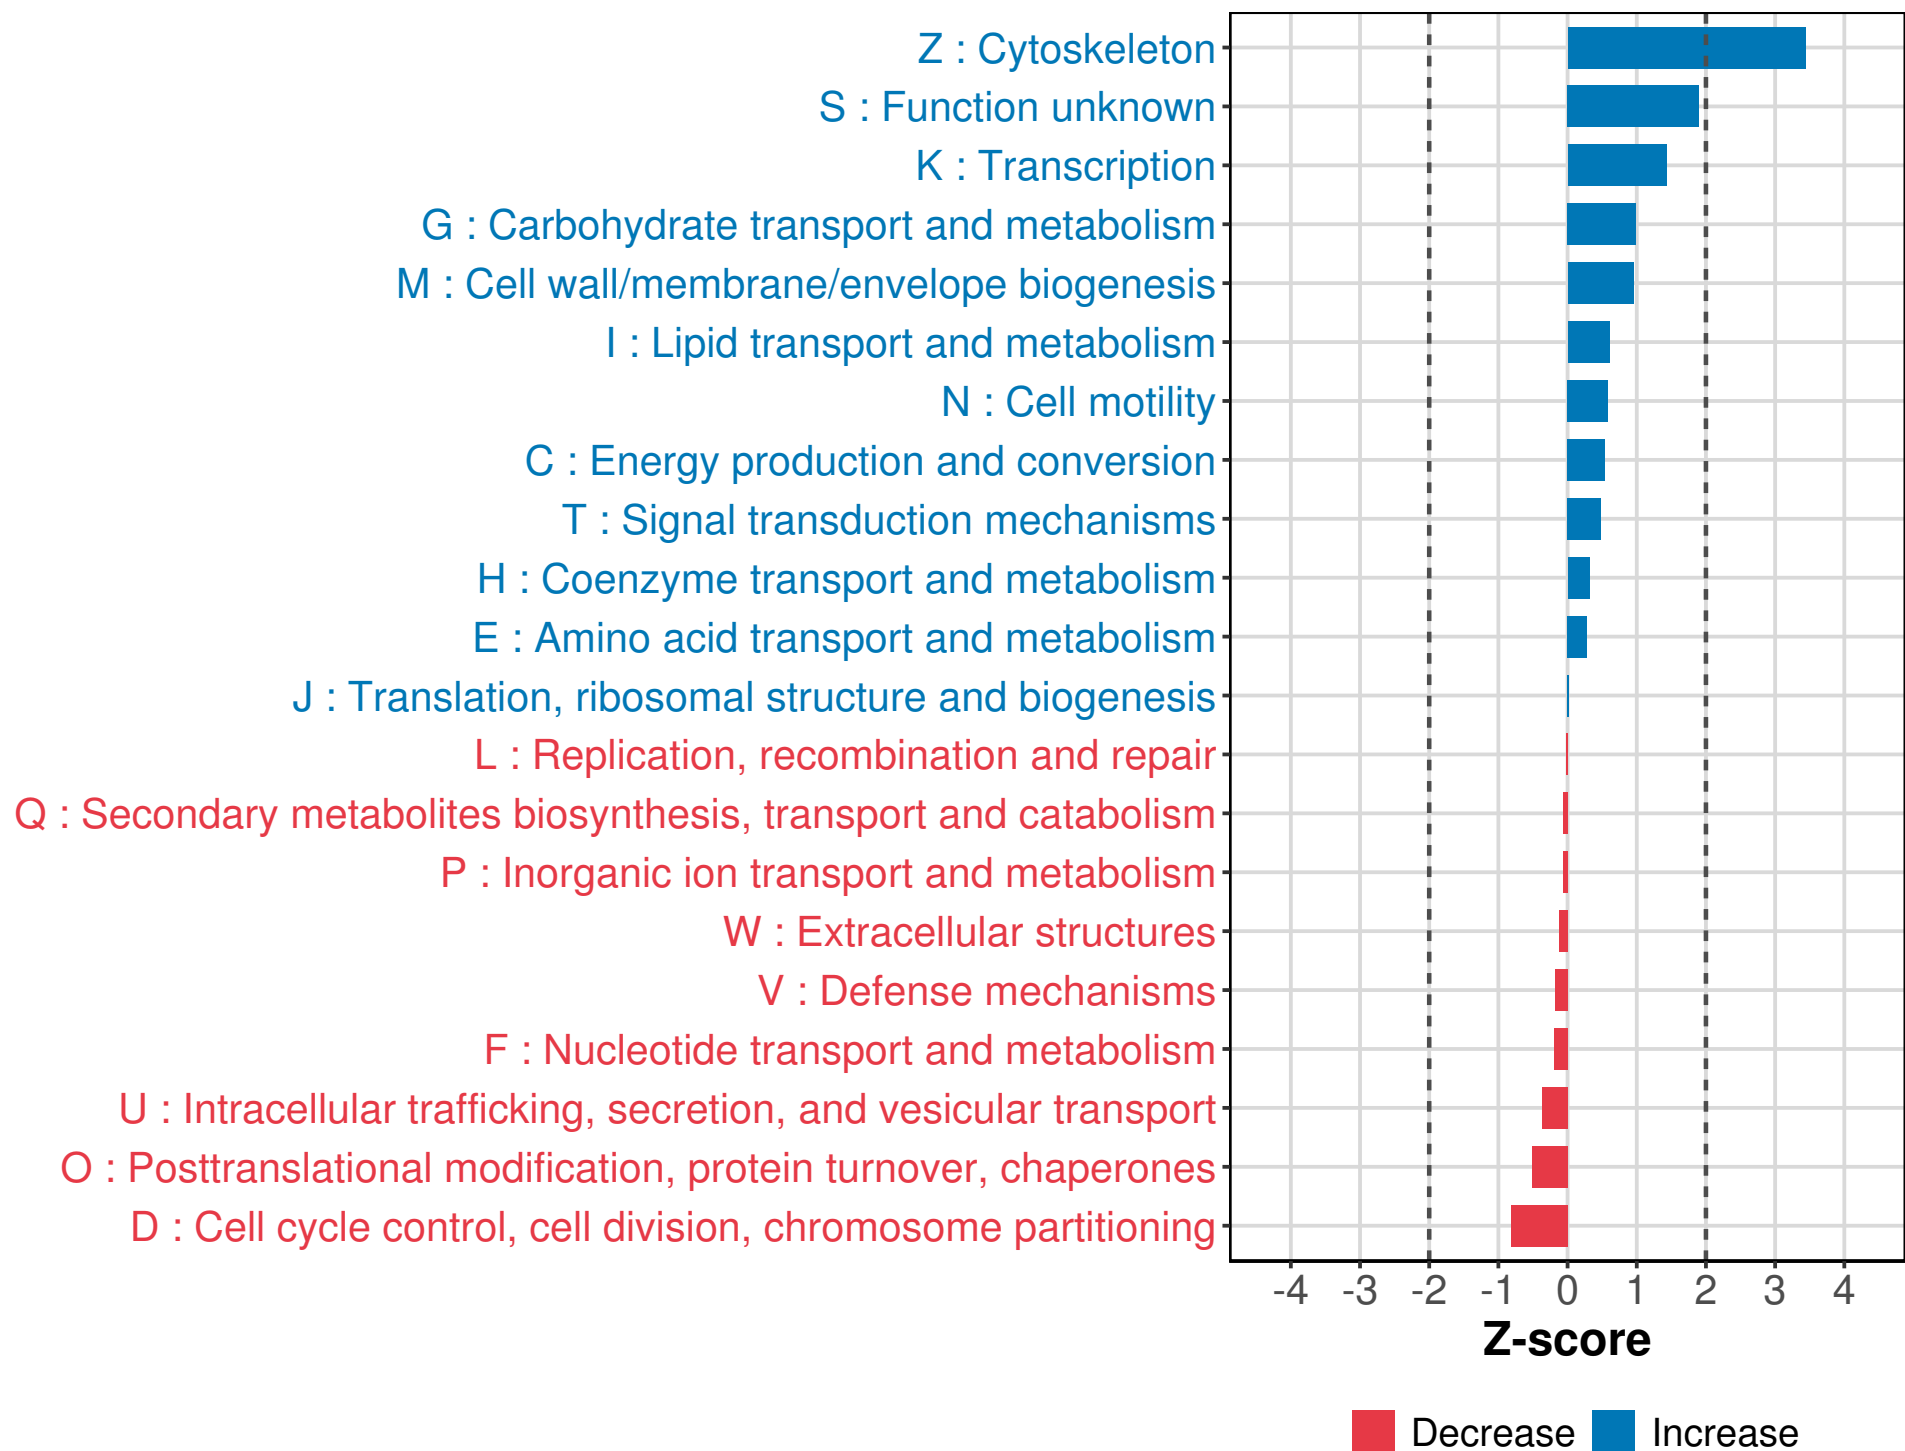 Z : Cytoskeleton
S : Function unknown
K : Transcription
G : Carbohydrate transport and metabolism
M : Cell wall/membrane/envelope biogenesis
I : Lipid transport and metabolism
N : Cell motility
C : Energy production and conversion
T : Signal transduction mechanisms
H : Coenzyme transport and metabolism
E : Amino acid transport and metabolism
J : Translation, ribosomal structure and biogenesis
L : Replication, recombination and repair
Q : Secondary metabolites biosynthesis, transport and catabolism
P : Inorganic ion transport and metabolism
W : Extracellular structures
V : Defense mechanisms
F : Nucleotide transport and metabolism
U : Intracellular trafficking, secretion, and vesicular transport
O : Posttranslational modification, protein turnover, chaperones
D : Cell cycle control, cell division, chromosome partitioning
-4 -3 -2 -1 0 1 2 3 4
Z-score
Decrease Increase